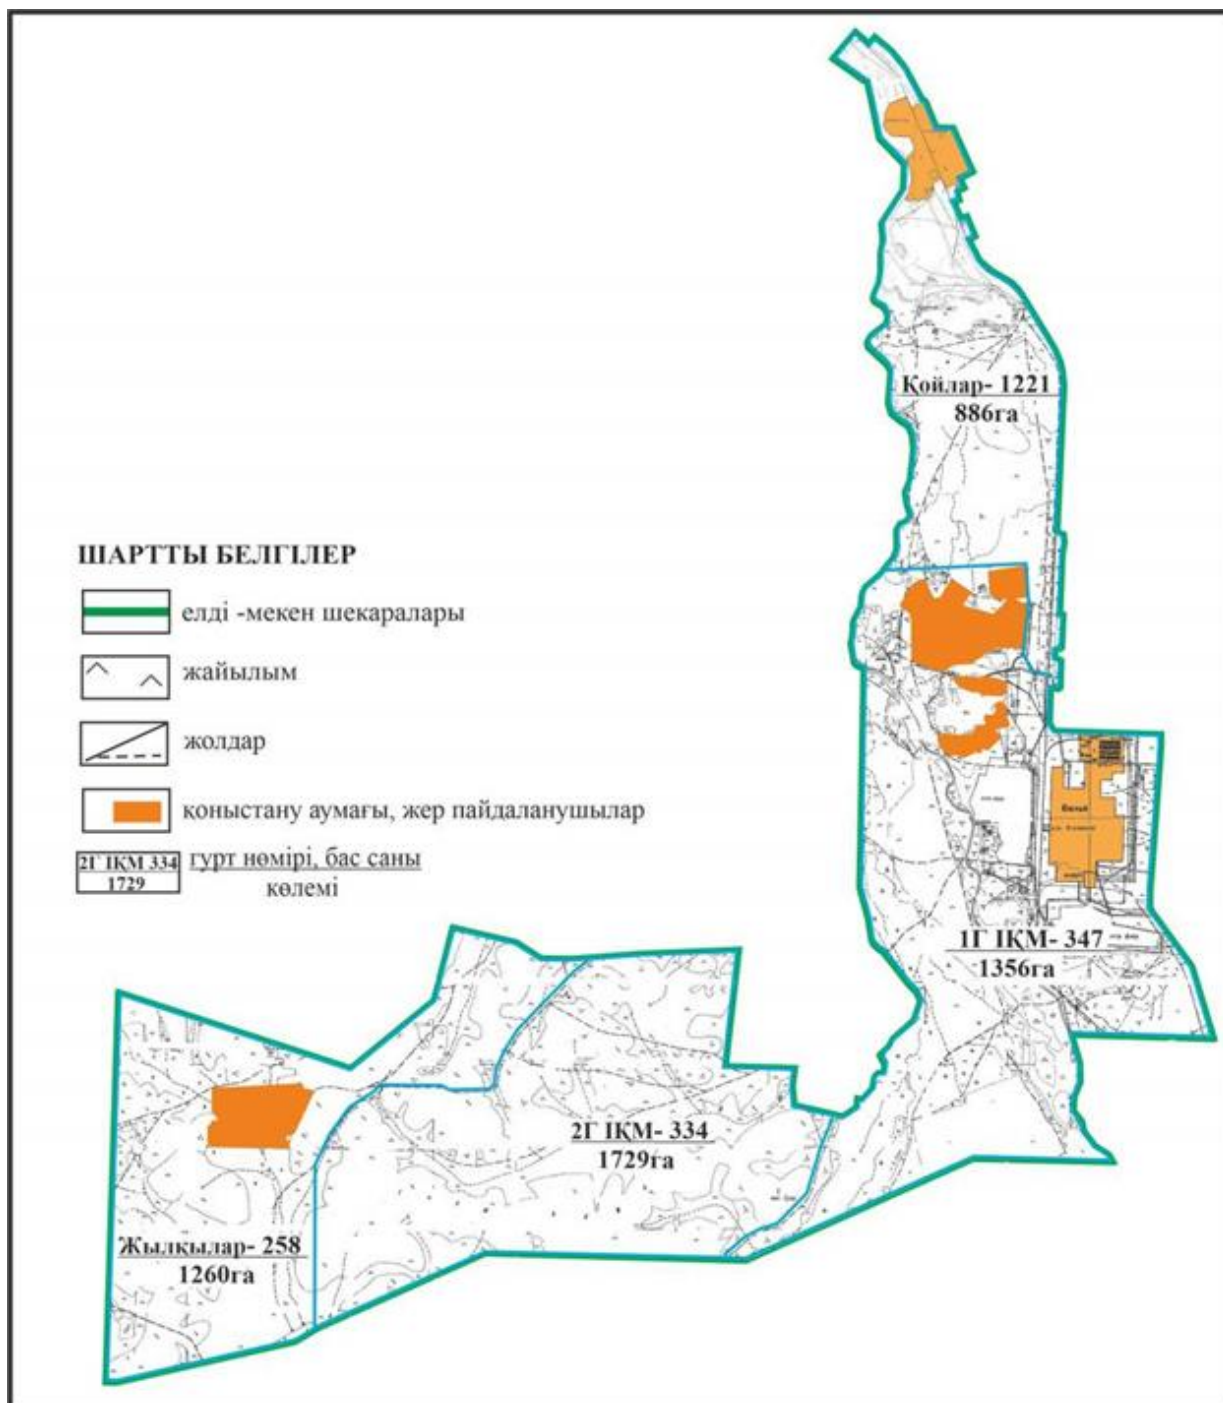 Қойлар- 1221
886га
ШАРТТЫ БЕЛГІЛЕР
елді -мекен шекаралары
жайылым
жолдар
қоныстану аумағы, жер пайдаланушылар
2Г ІҚМ 334
1729
гурт нөмірі, бас саны
көлемі
1Г ІҚМ- 347
1356га
2Г ІҚМ- 334
1729га
Жылқылар- 258
1260га